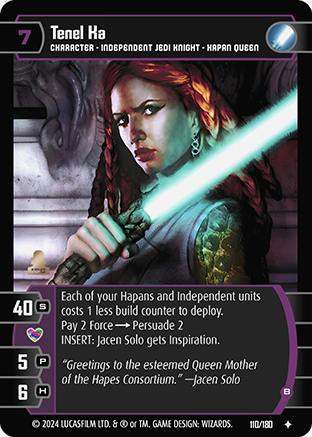 7
Tenel Ka
CHARACTER - INDEPENDENT JEDI KNIGHT - HAPAN QUEEN
40 S
Each of your Hapans and Independent units
costs 1 less build counter to deploy.
Pay 2 Force → Persuade 2
INSERT: Jacen Solo gets Inspiration.
5 P
“Greetings to the esteemed Queen Mother
of the Hapes Consortium.” —Jacen Solo
6 H
B
© 2024 LUCASFILM LTD. & ® OR TM. GAME DESIGN: WIZARDS.
110/180